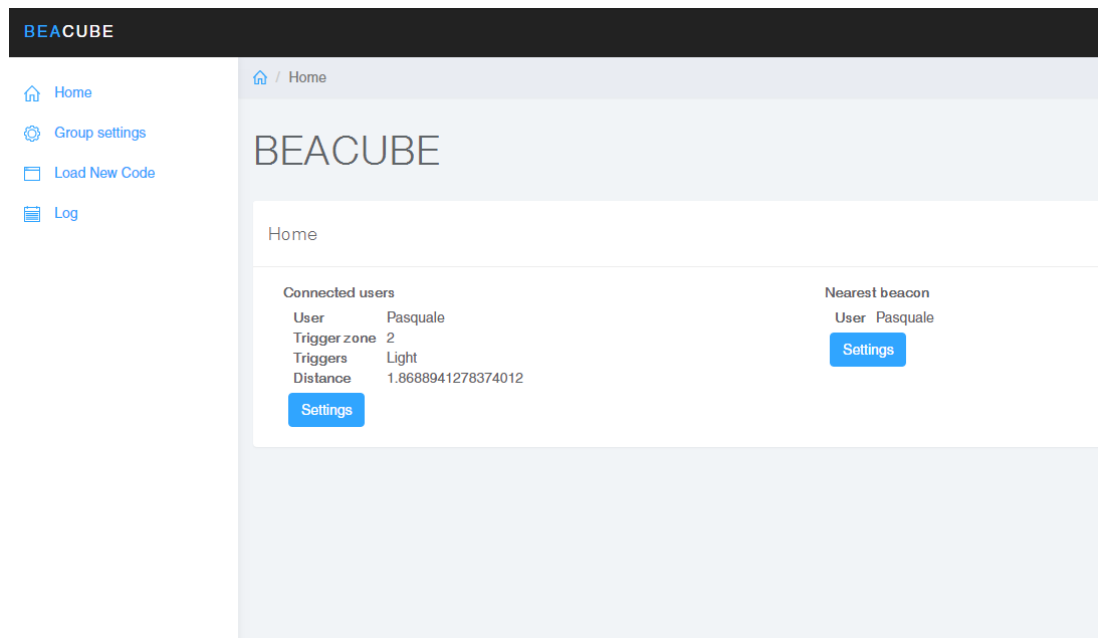 BEACUBE
Home
Group settings
Load New Code
Log
/ Home
BEACUBE
Home
Connected users
User Pasquale
Trigger zone 2
Triggers Light
Distance 1.8688941278374012
Settings
Nearest beacon
User Pasquale
Settings